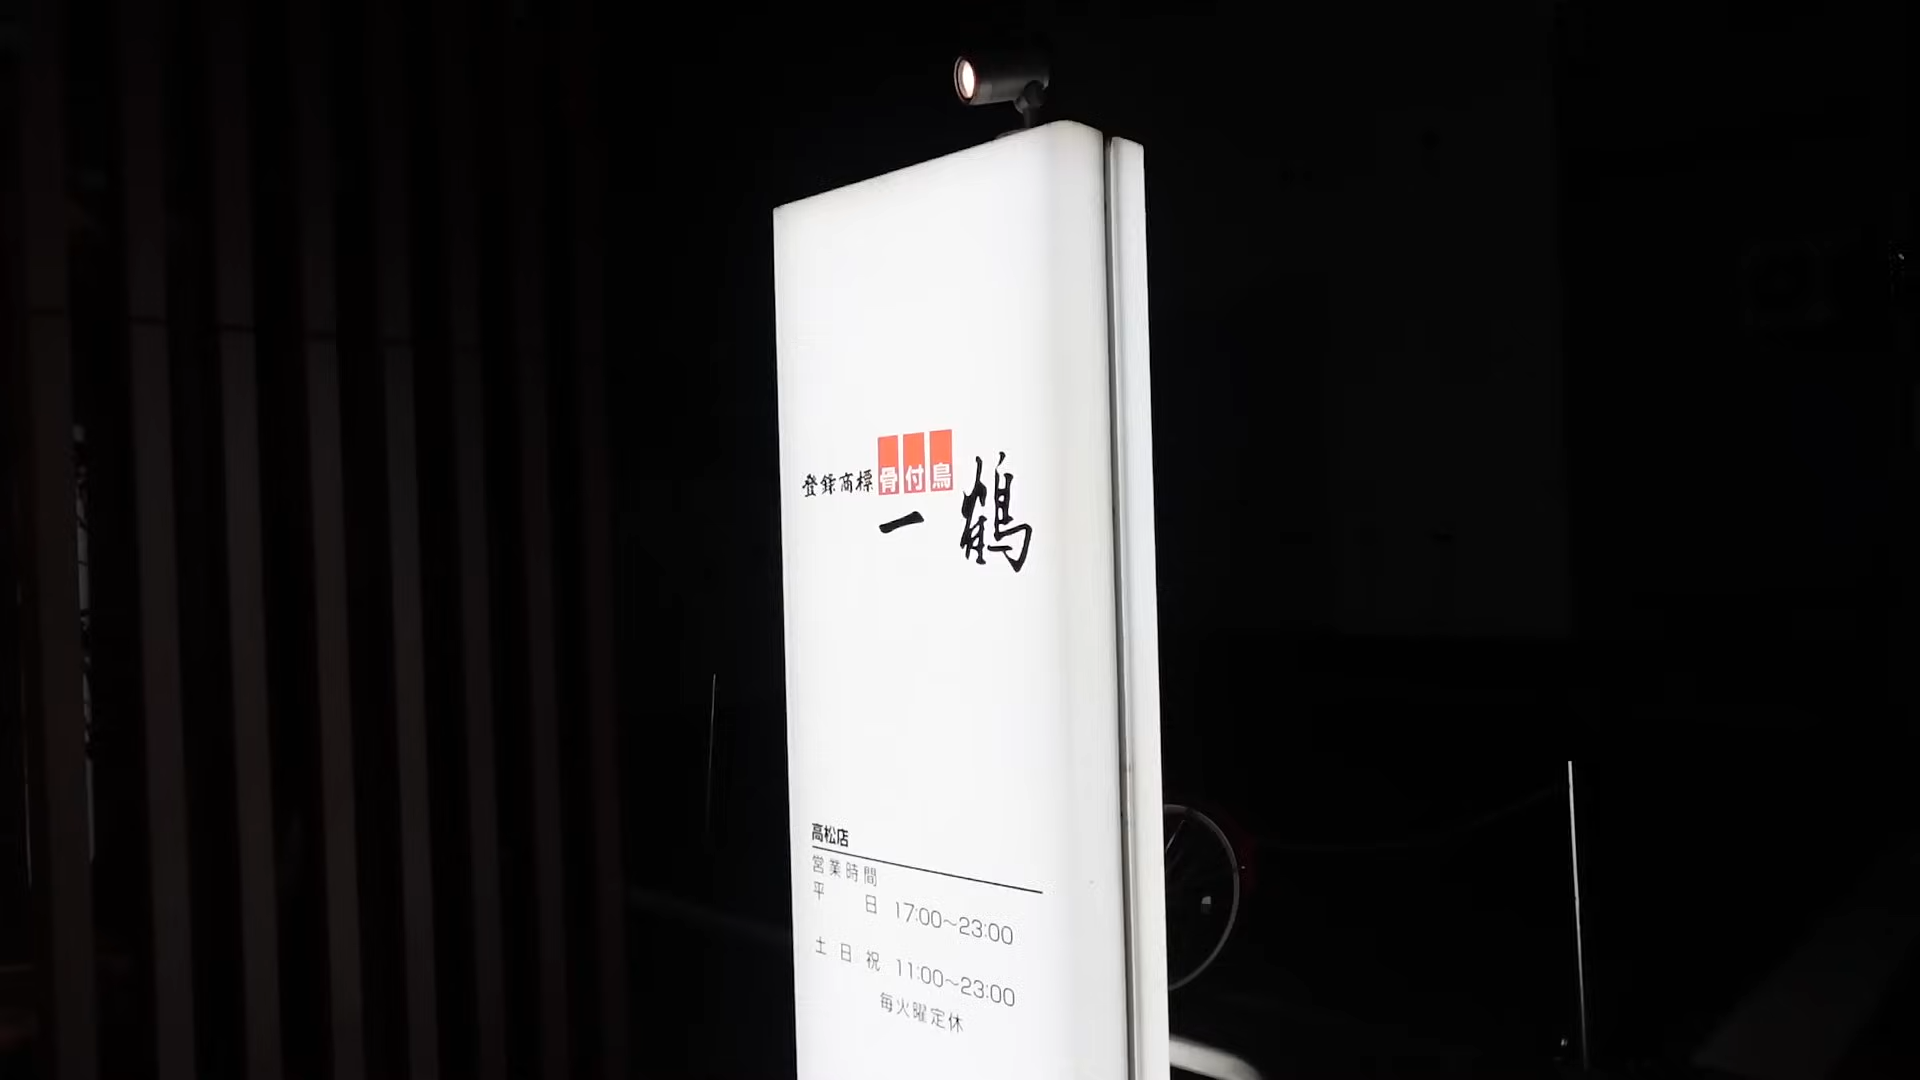 登録商標 骨付鳥
一鶴
高松店
営業時間
平日 17:00～23:00
土日祝 11:00～23:00
毎火曜定休